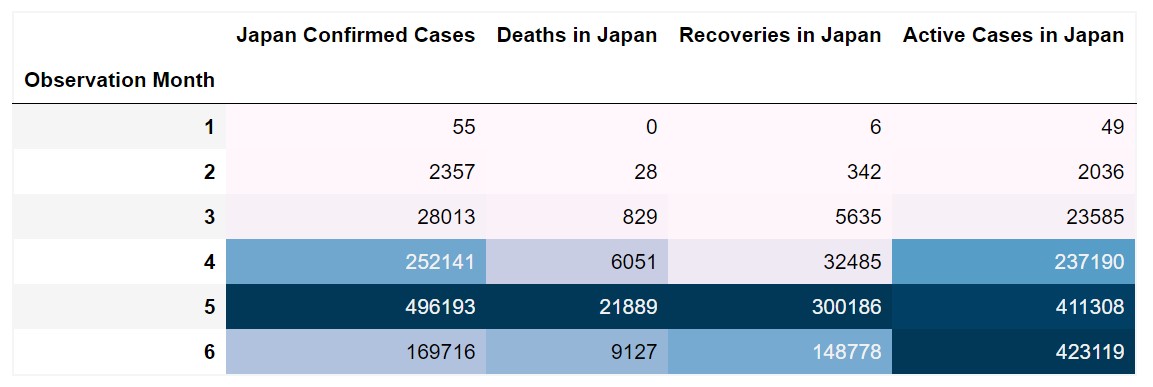 Japan Confirmed Cases Deaths in Japan Recoveries in Japan Active Cases in Japan
Observation Month
1 55 0 6 49
2 2357 28 342 2036
3 28013 829 5635 23585
4 252141 6051 32485 237190
5 496193 21889 300186 411308
6 169716 9127 148778 423119